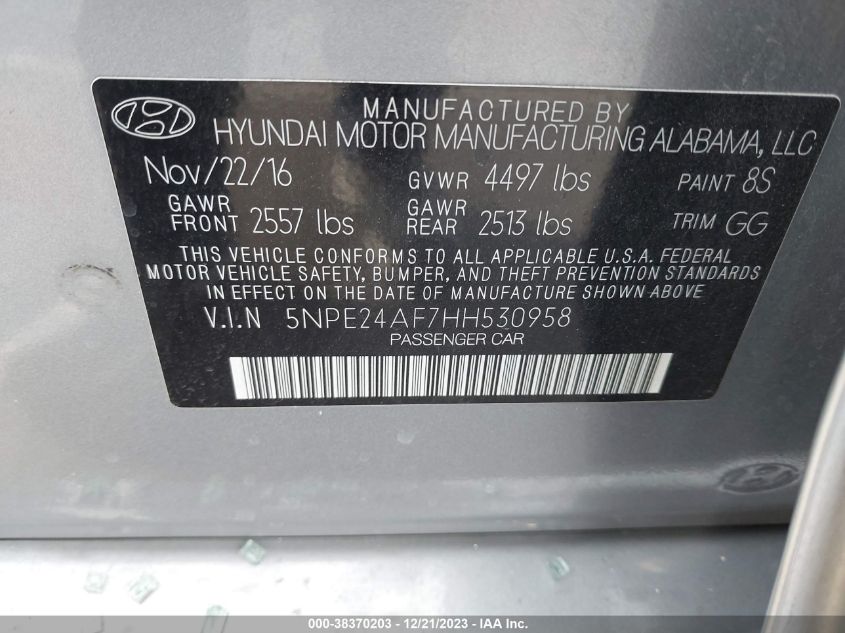 MANUFACTURED BY
HYUNDAI MOTOR MANUFACTURING ALABAMA, LLC
Nov/22/16 GVWR 4497 lbs PAINT 8S
GAWR FRONT 2557 lbs GAWR REAR 2513 lbs TRIM GG
THIS VEHICLE CONFORMS TO ALL APPLICABLE U.S.A. FEDERAL
MOTOR VEHICLE SAFETY, BUMPER, AND THEFT PREVENTION STANDARDS
IN EFFECT ON THE DATE OF MANUFACTURE SHOWN ABOVE
V.I.N 5NPE24AF7HH530958
PASSENGER CAR
000-38370203 - 12/21/2023 - IAA Inc.